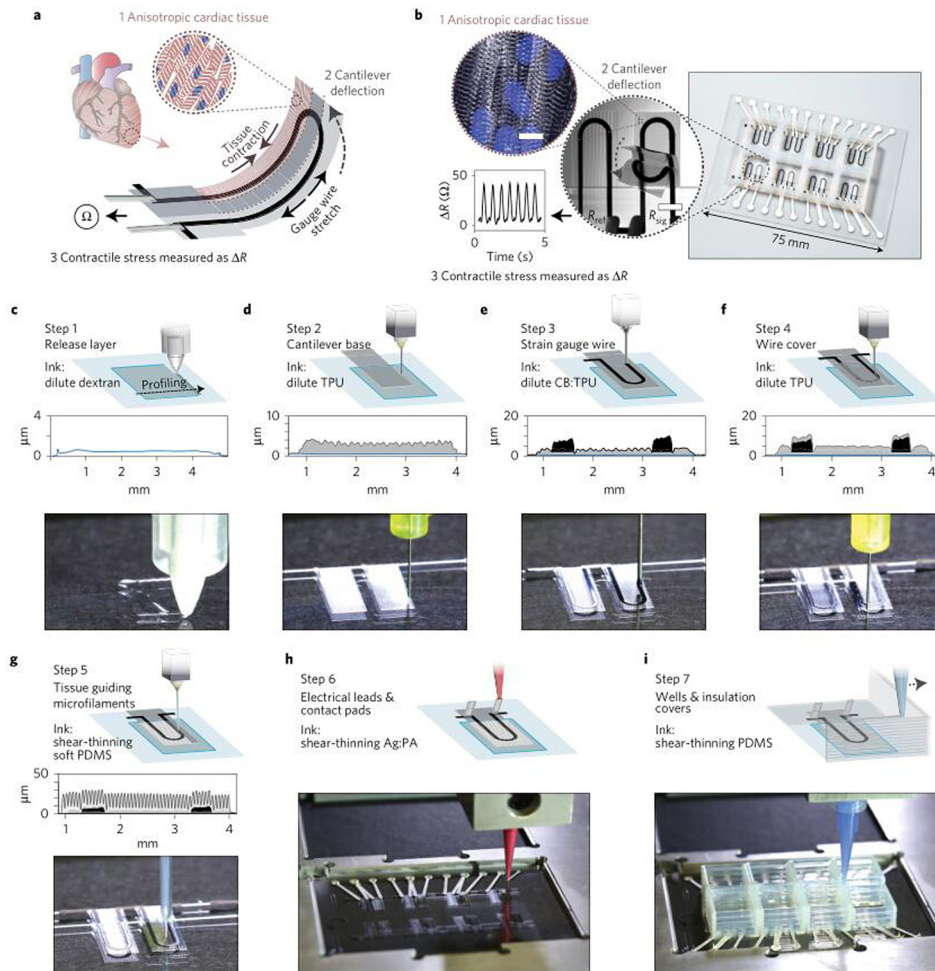 a
1 Anisotropic cardiac tissue
2 Cantilever
deflection
Tissue
contraction
Gauge wire
stretch
Ω
3 Contractile stress measured as ΔR
b
1 Anisotropic cardiac tissue
2 Cantilever
deflection
50
0
ΔR (Ω)
0
5
Time (s)
Rref
Rsig
75 mm
3 Contractile stress measured as ΔR
c
Step 1
Release layer
Ink:
dilute dextran
Profiling
4
0
μm
1 2 3 4
mm
d
Step 2
Cantilever base
Ink:
dilute TPU
10
0
μm
1 2 3 4
mm
e
Step 3
Strain gauge wire
Ink:
dilute CB:TPU
20
0
μm
1 2 3 4
mm
f
Step 4
Wire cover
Ink:
dilute TPU
20
0
μm
1 2 3 4
mm
g
Step 5
Tissue guiding
microfilaments
Ink:
shear-thinning
soft PDMS
50
0
μm
1 2 3 4
mm
h
Step 6
Electrical leads &
contact pads
Ink:
shear-thinning Ag:PA
i
Step 7
Wells & insulation
covers
Ink:
shear-thinning PDMS